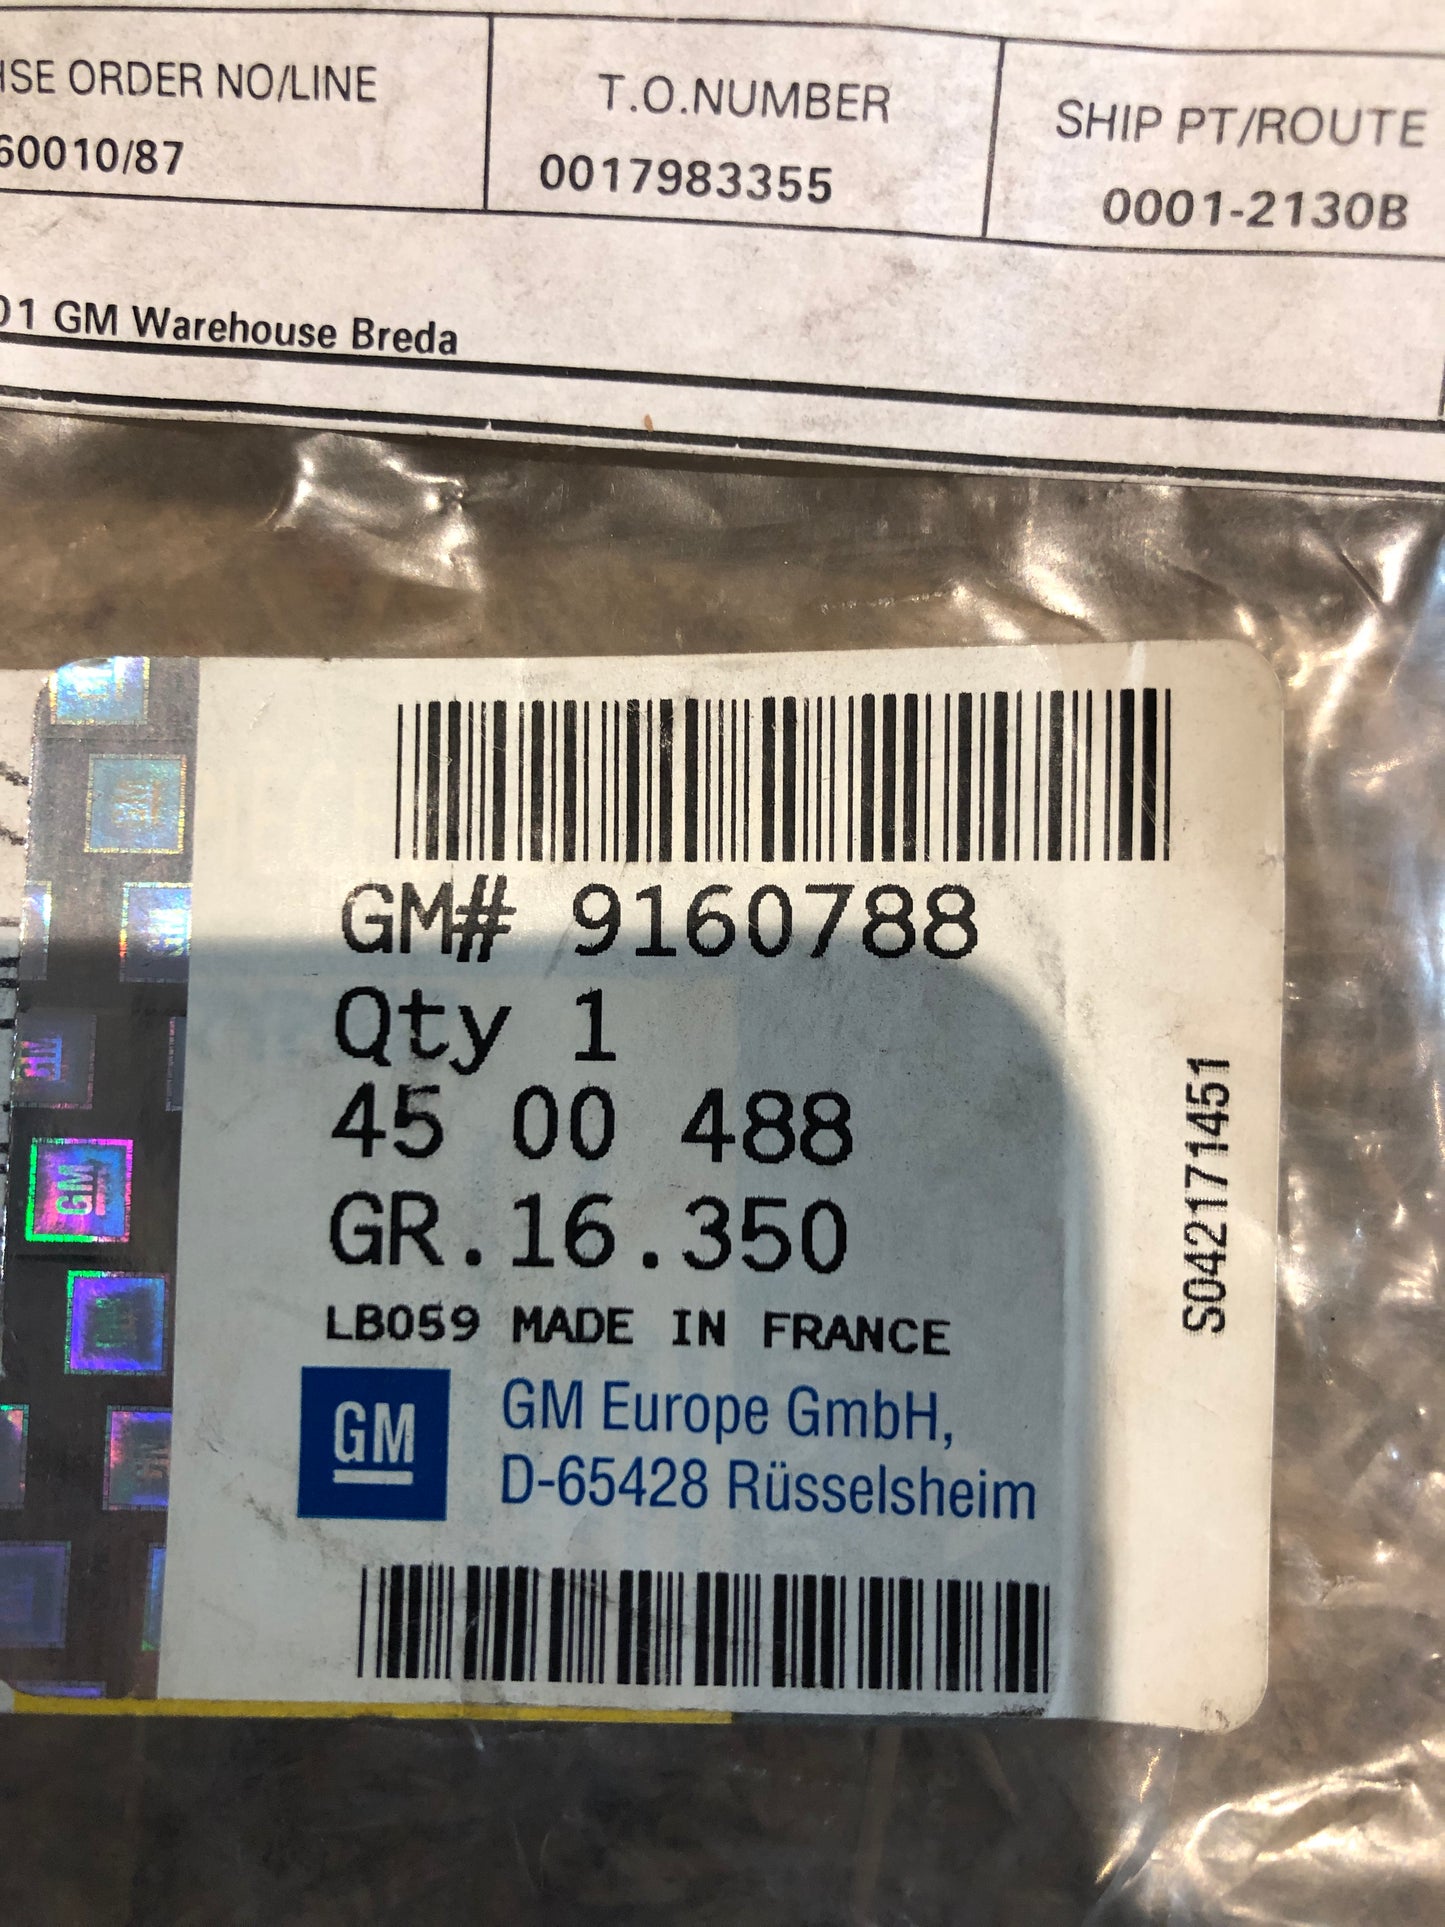 ORDER NO/LINE
60010/87
T.O.NUMBER
0017983355
SHIP PT/ROUTE
0001-2130B
01 GM Warehouse Breda
GM# 9160788
Qty 1
45 00 488
GR.16.350
LB059 MADE IN FRANCE
GM
GM Europe GmbH,
D-65428 Rüsselsheim
S042171451
GM